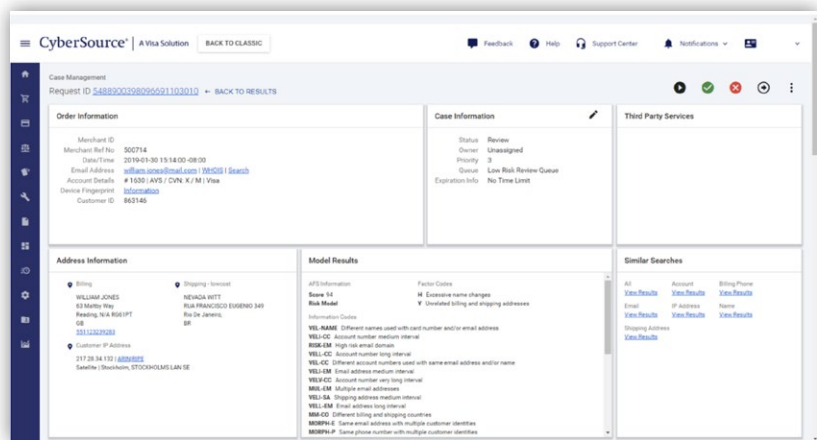 CyberSource® | A Visa Solution BACK TO CLASSIC Feedback Help Support Center Notifications
Case Management
Request ID 5488900398096691103010 ← BACK TO RESULTS
Order Information
Merchant ID
Merchant Ref No 500714
Date/Time 2019-01-30 15:14:00 -08:00
Email Address william-jones@mail.com | WHOIS | Search
Account Details # 1630 | AVS / CVN: X / M | Visa
Device Fingerprint Information
Customer ID 863146
Case Information
Status Review
Owner Unassigned
Priority 3
Queue Low Risk Review Queue
Expiration Info No Time Limit
Third Party Services
Address Information
Billing
WILLIAM JONES
63 Maltby Way
Reading, N/A RG61PT
GB
551123239283
Shipping - lowcost
NEVADA WITT
RUA FRANCISCO EUGENIO 349
Rio De Janeiro,
BR
Customer IP Address
217.28.34.132 | ARIN/RIPE
Satellite | Stockholm, STOCKHOLMS LAN SE
Model Results
AFS Information
Score 94
Risk Model
Factor Codes
H Excessive name changes
Y Unrelated billing and shipping addresses
Information Codes
VEL-NAME Different names used with card number and/or email address
VELI-CC Account number medium interval
RISK-EM High risk email domain
VELL-CC Account number long interval
VEL-CC Different account numbers used with same email address and/or name
VELI-EM Email address medium interval
VELV-CC Account number very long interval
MUL-EM Multiple email addresses
VELI-SA Shipping address medium interval
VELL-EM Email address long interval
MM-CO Different billing and shipping countries
MORPH-E Same email address with multiple customer identities
MORPH-P Same phone number with multiple customer identities
Similar Searches
All Account Billing Phone
View Results View Results View Results
Email IP Address Name
View Results View Results View Results
Shipping Address
View Results